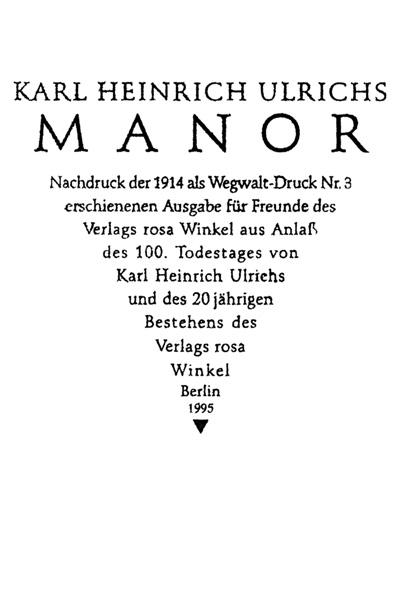 KARL HEINRICH ULRICHS
MANOR
Nachdruck der 1914 als Wegwalt-Druck Nr. 3
erschienenen Ausgabe für Freunde des
Verlags rosa Winkel aus Anlaß
des 100. Todestages von
Karl Heinrich Ulrichs
und des 20 jährigen
Bestehens des
Verlags rosa
Winkel
Berlin
1995